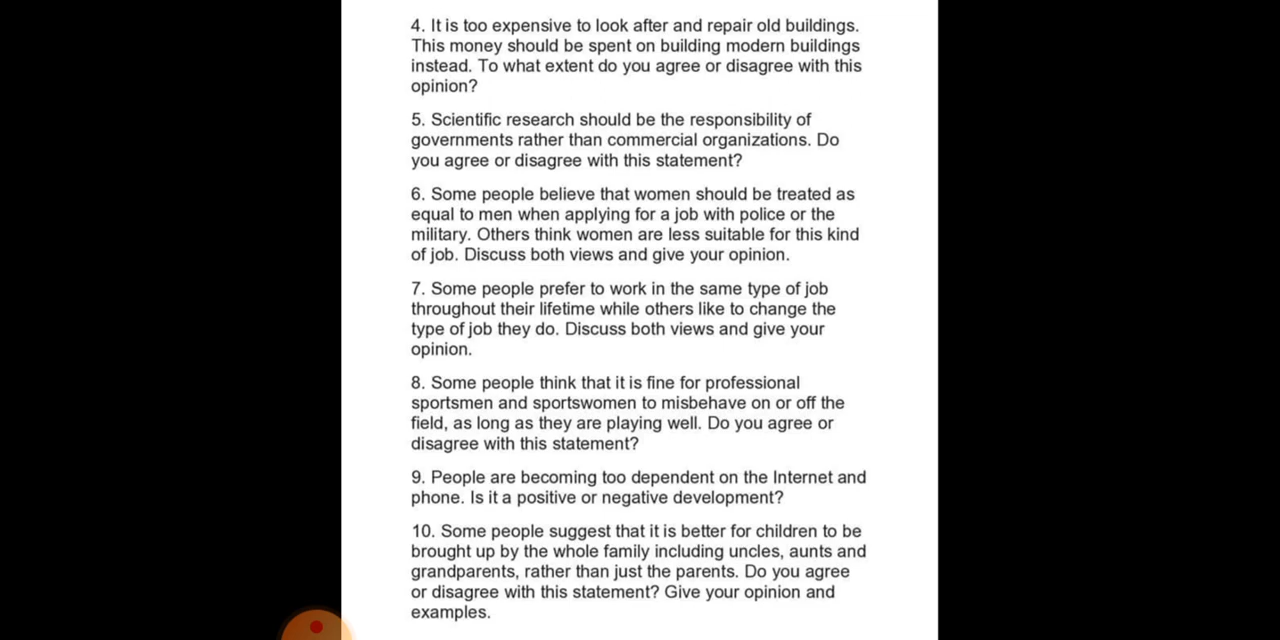 4. It is too expensive to look after and repair old buildings.
This money should be spent on building modern buildings
instead. To what extent do you agree or disagree with this
opinion?
5. Scientific research should be the responsibility of
governments rather than commercial organizations. Do
you agree or disagree with this statement?
6. Some people believe that women should be treated as
equal to men when applying for a job with police or the
military. Others think women are less suitable for this kind
of job. Discuss both views and give your opinion.
7. Some people prefer to work in the same type of job
throughout their lifetime while others like to change the
type of job they do. Discuss both views and give your
opinion.
8. Some people think that it is fine for professional
sportsmen and sportswomen to misbehave on or off the
field, as long as they are playing well. Do you agree or
disagree with this statement?
9. People are becoming too dependent on the Internet and
phone. Is it a positive or negative development?
10. Some people suggest that it is better for children to be
brought up by the whole family including uncles, aunts and
grandparents, rather than just the parents. Do you agree
or disagree with this statement? Give your opinion and
examples.